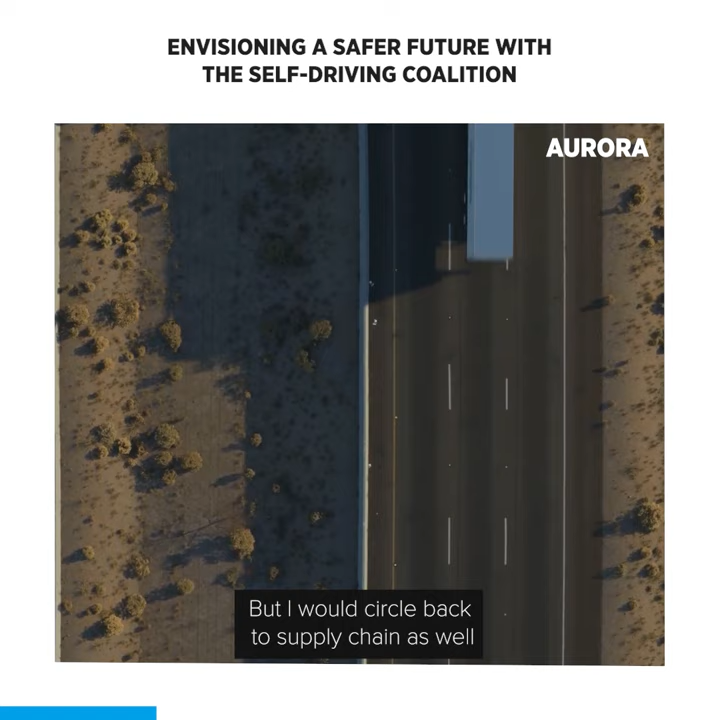 ENVISIONING A SAFER FUTURE WITH
THE SELF-DRIVING COALITION
AURORA
But I would circle back
to supply chain as well